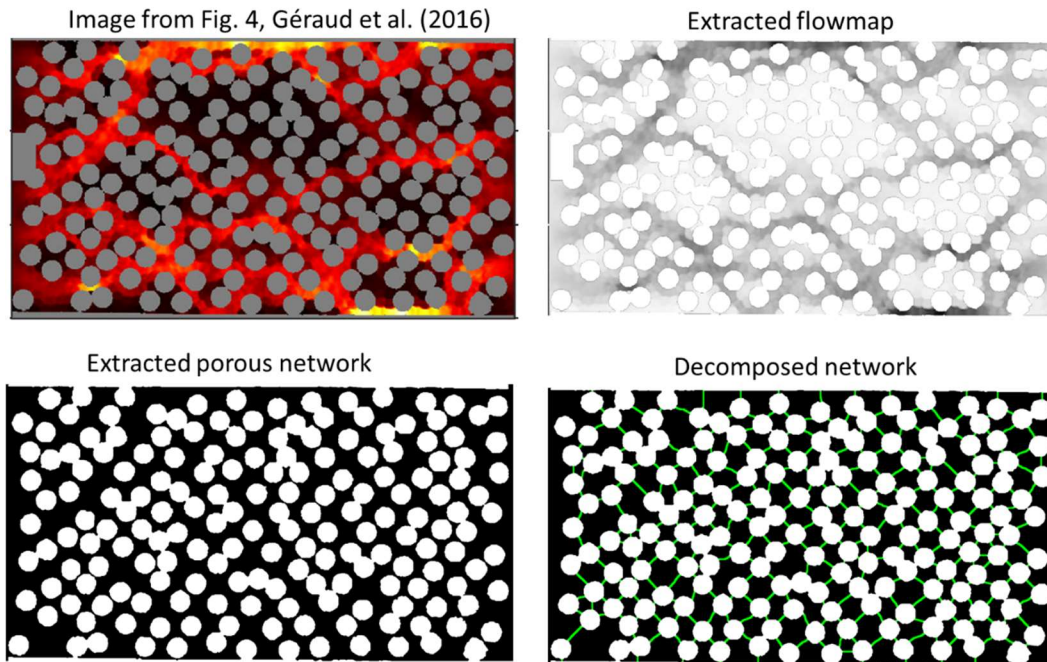 Image from Fig. 4, Géraud et al. (2016)
Extracted flowmap
Extracted porous network
Decomposed network